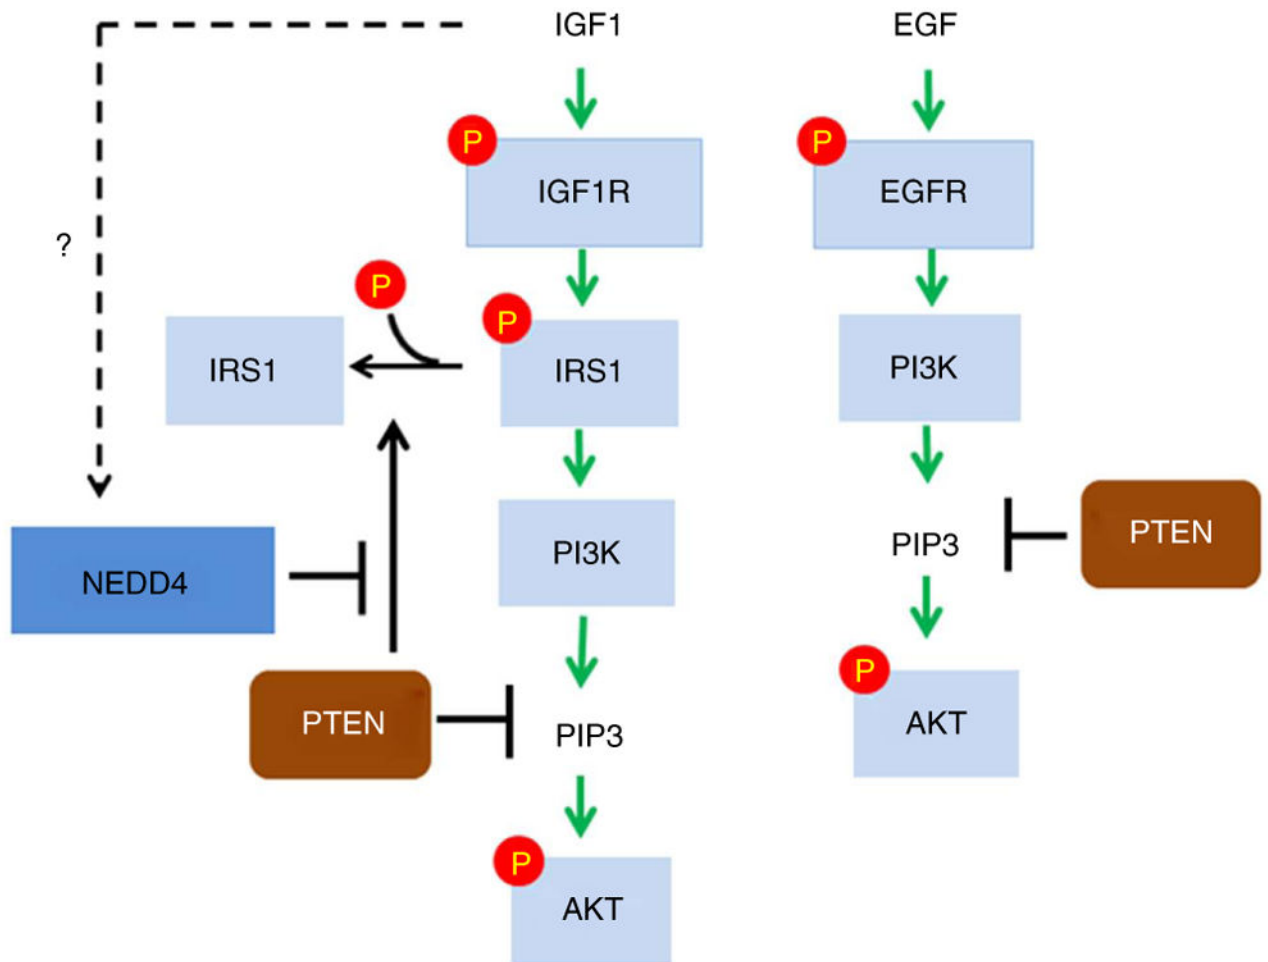 IGF1
EGF
P
P
IGF1R
EGFR
?
P
P
IRS1
IRS1
PI3K
PTEN
NEDD4
PI3K
PIP3
P
PTEN
PIP3
AKT
P
AKT